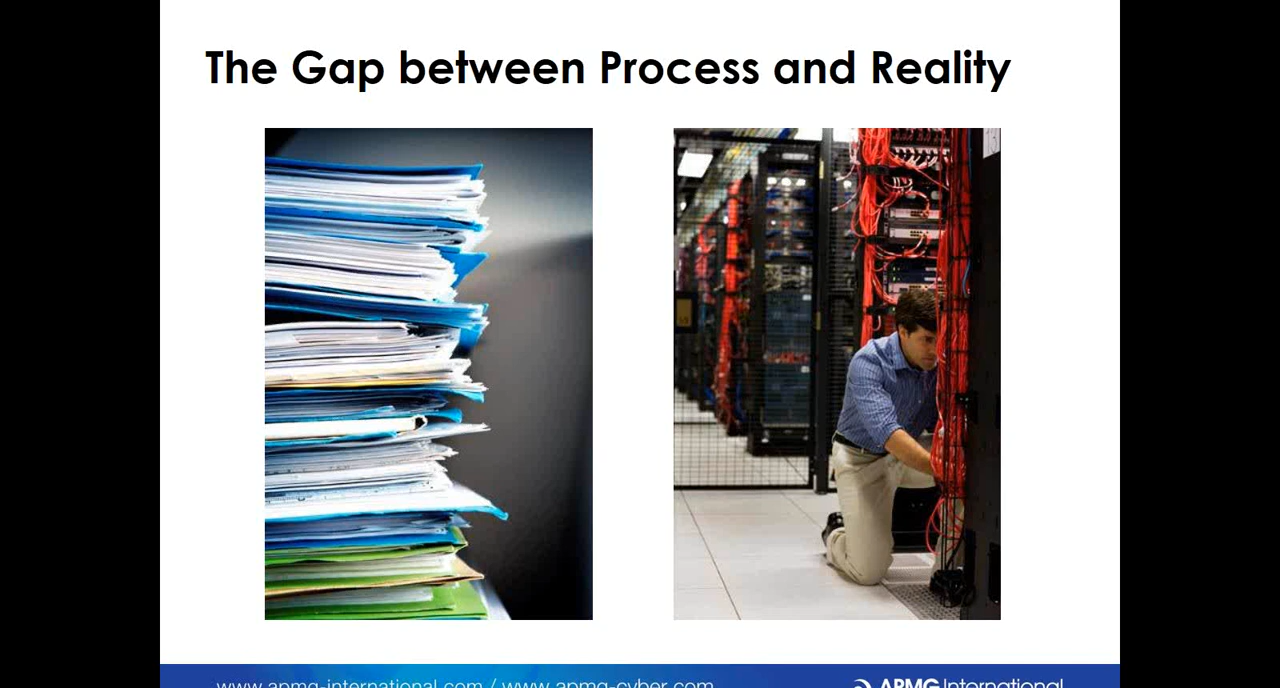 The Gap between Process and Reality
www.apmg-international.com / www.apmg-cyber.com
APMG International